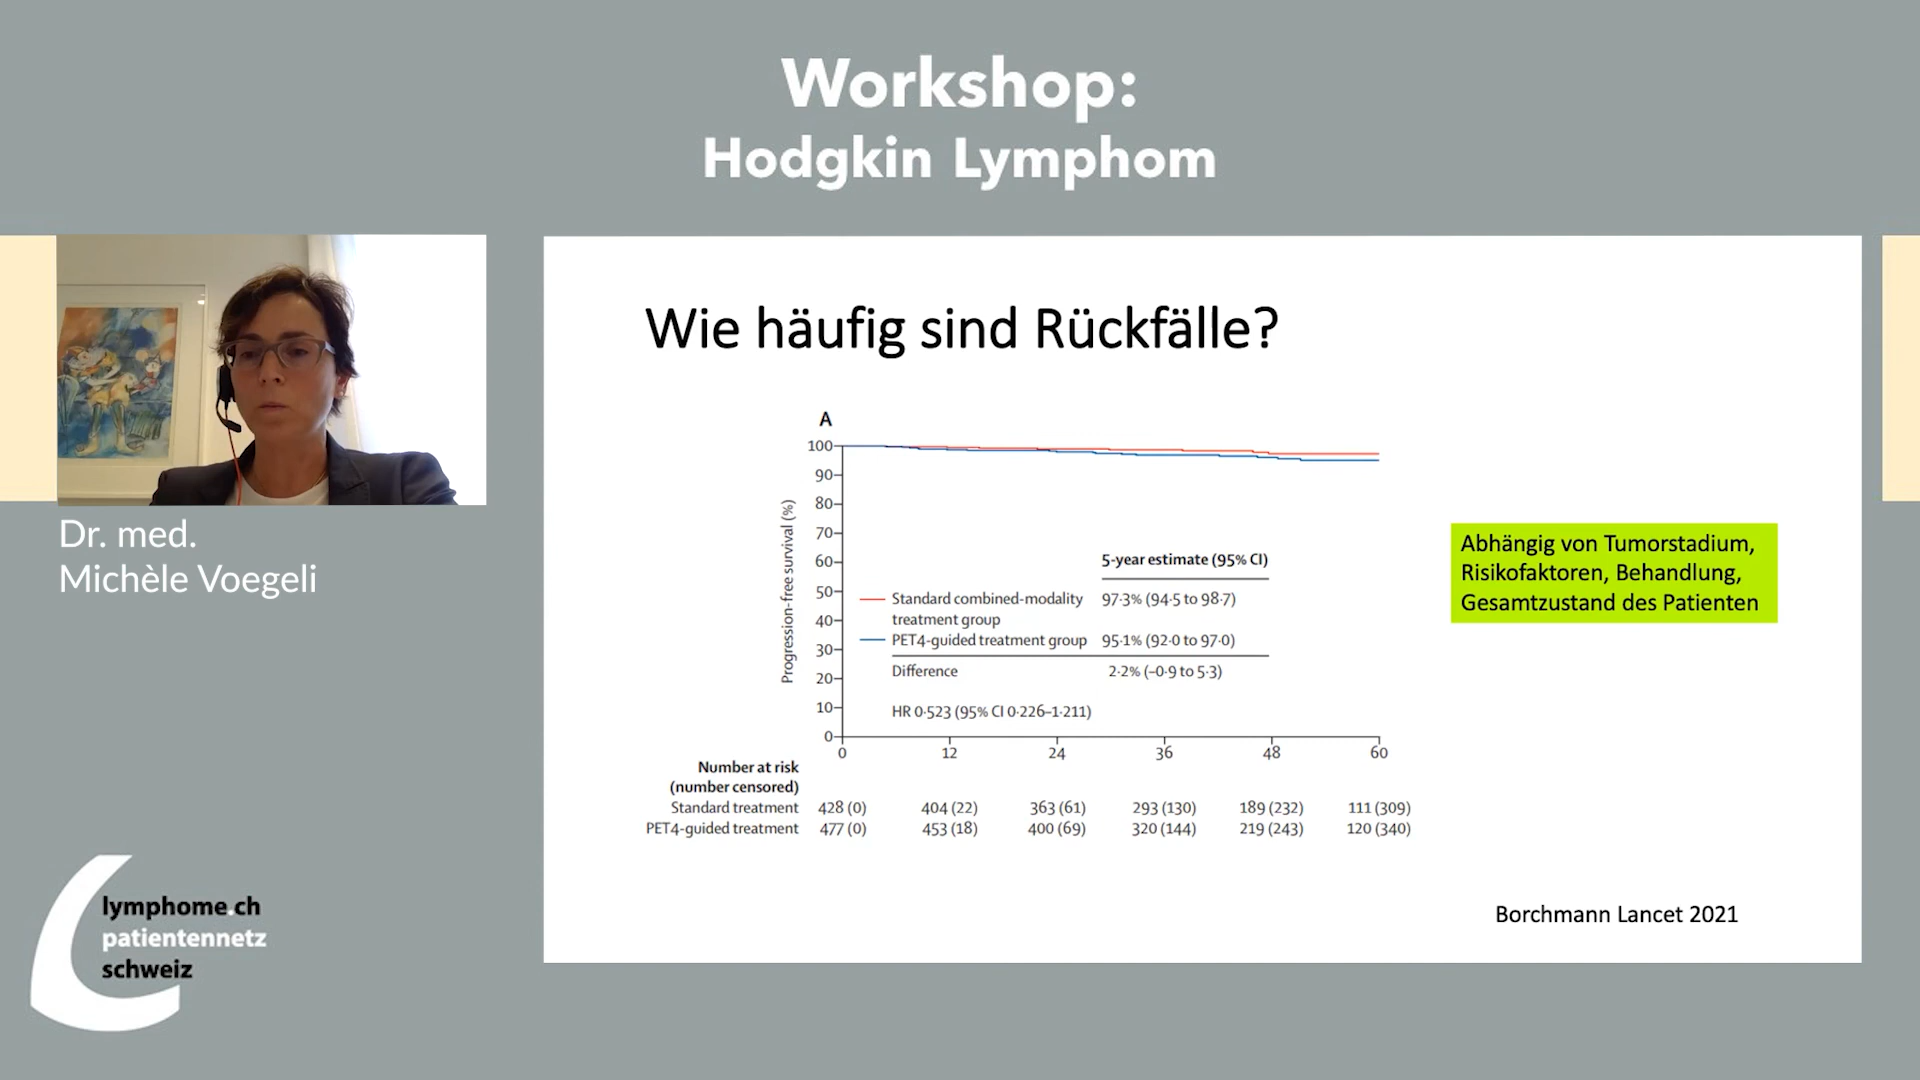 Workshop:
Hodgkin Lymphom
Dr. med.
Michèle Voegeli
Wie häufig sind Rückfälle?
A
100
90
80
70
60
50
40
30
20
10
0
Progression-free survival (%)
5-year estimate (95% CI)
Standard combined-modality 97·3% (94·5 to 98·7)
treatment group
PET4-guided treatment group 95·1% (92·0 to 97·0)
Difference 2·2% (–0·9 to 5·3)
HR 0·523 (95% CI 0·226–1·211)
0 12 24 36 48 60
Number at risk
(number censored)
Standard treatment 428 (0) 404 (22) 363 (61) 293 (130) 189 (232) 111 (309)
PET4-guided treatment 477 (0) 453 (18) 400 (69) 320 (144) 219 (243) 120 (340)
Abhängig von Tumorstadium,
Risikofaktoren, Behandlung,
Gesamtzustand des Patienten
Borchmann Lancet 2021
lymphome.ch
patientennetz
schweiz